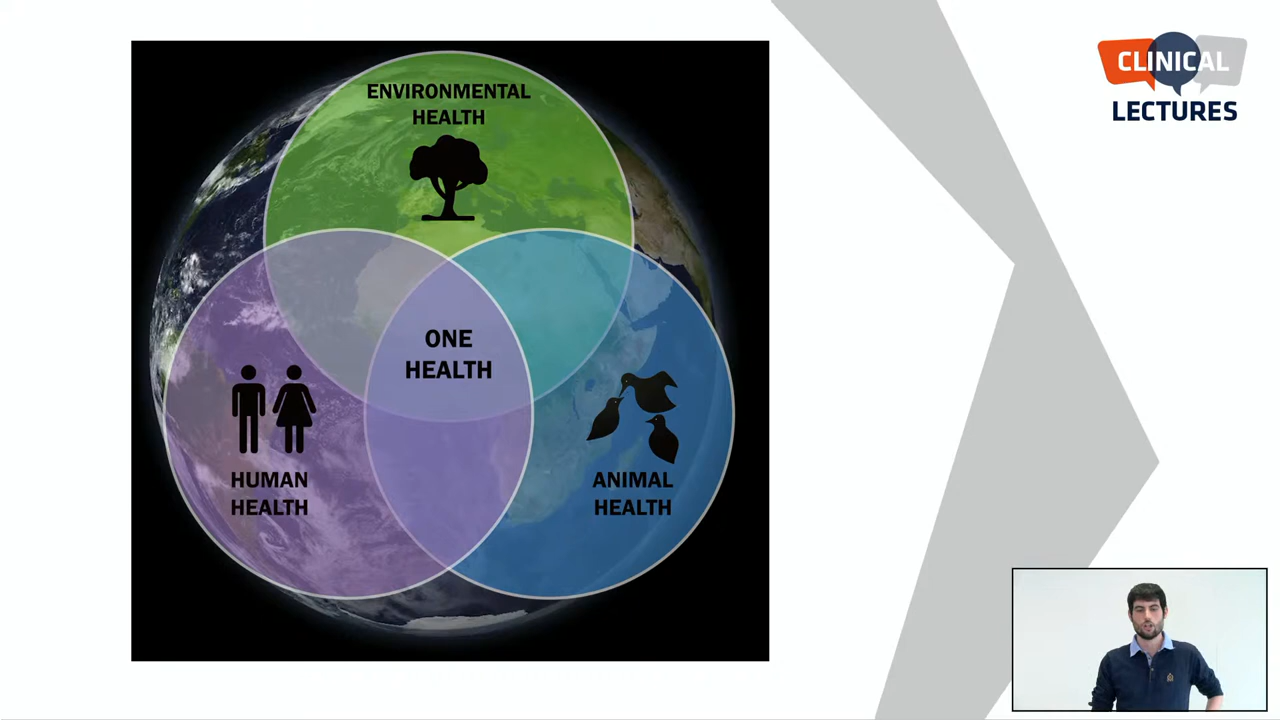 ENVIRONMENTAL
HEALTH
ONE
HEALTH
HUMAN
HEALTH
ANIMAL
HEALTH
CLINICAL
LECTURES